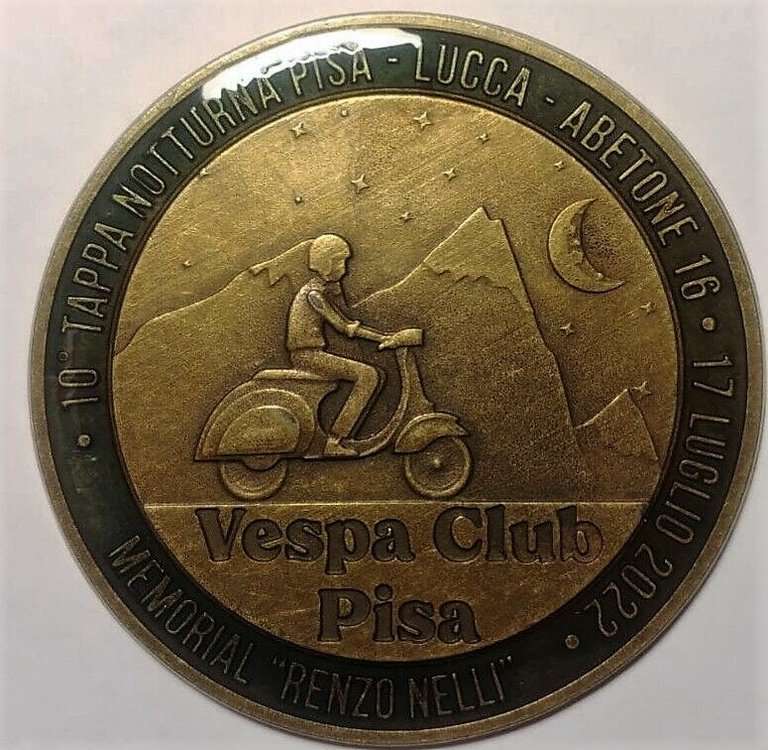 10° TAPPA NOTTURNA PISA - LUCCA - ABETONE 16 • 17 LUGLIO 2022
MEMORIAL "RENZO NELLI"
Vespa Club
Pisa